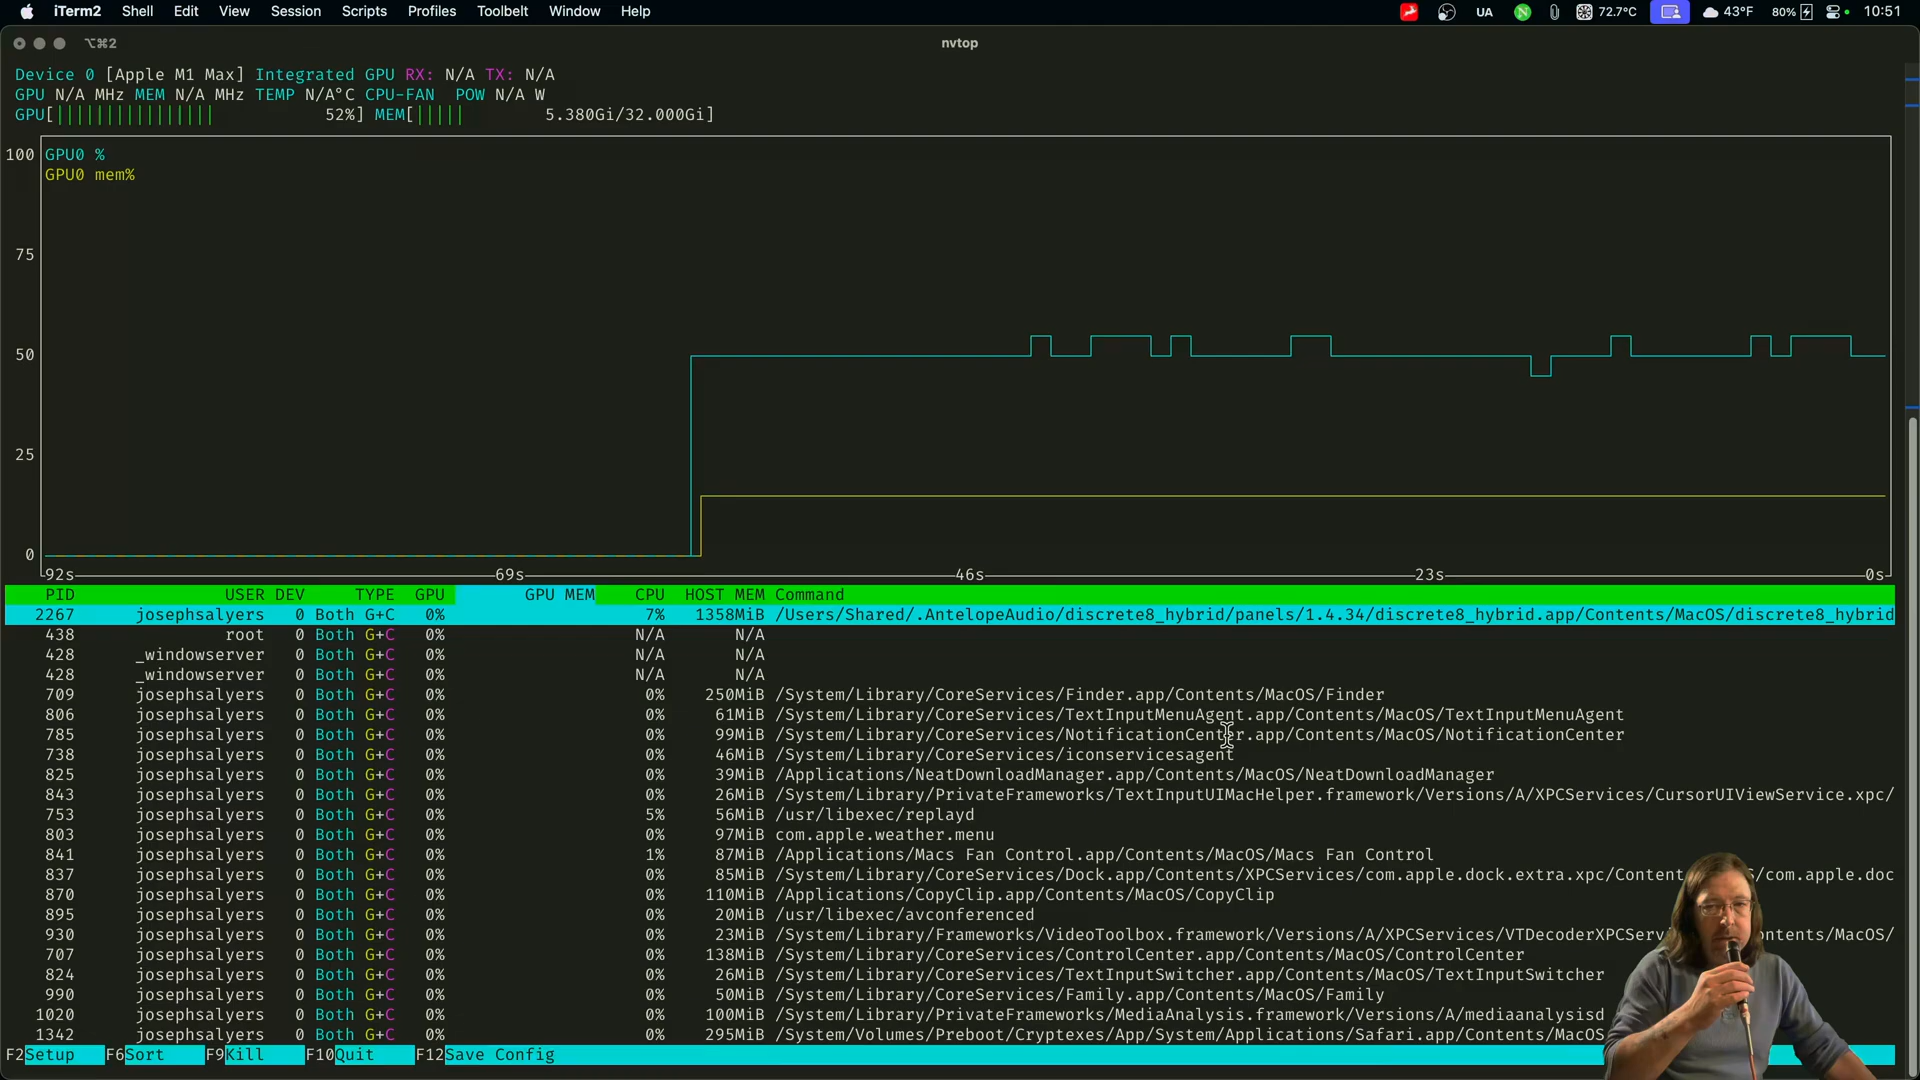 iTerm2 Shell Edit View Session Scripts Profiles Toolbelt Window Help UA N 72.7°C 43°F 80% 10:51
⌥⌘2 nvtop
Device 0 [Apple M1 Max] Integrated GPU RX: N/A TX: N/A
GPU N/A MHz MEM N/A MHz TEMP N/A°C CPU-FAN POW N/A W
GPU[||||||||||||||||52%] MEM[||||| 5.380Gi/32.000Gi]
100 GPU0 %
GPU0 mem%
75
50
25
0
92s 69s 46s 23s 0s
PID USER DEV TYPE GPU GPU MEM CPU HOST MEM Command
2267 josephsalyers 0 Both G+C 0% 7% 1358MiB /Users/Shared/.AntelopeAudio/discrete8_hybrid/panels/1.4.34/discrete8_hybrid.app/Contents/MacOS/discrete8_hybrid
438 root 0 Both G+C 0% N/A N/A
428 _windowserver 0 Both G+C 0% N/A N/A
428 _windowserver 0 Both G+C 0% N/A N/A
709 josephsalyers 0 Both G+C 0% 0% 250MiB /System/Library/CoreServices/Finder.app/Contents/MacOS/Finder
806 josephsalyers 0 Both G+C 0% 0% 61MiB /System/Library/CoreServices/TextInputMenuAgent.app/Contents/MacOS/TextInputMenuAgent
785 josephsalyers 0 Both G+C 0% 0% 99MiB /System/Library/CoreServices/NotificationCenter.app/Contents/MacOS/NotificationCenter
738 josephsalyers 0 Both G+C 0% 0% 46MiB /System/Library/CoreServices/iconservicesagent
825 josephsalyers 0 Both G+C 0% 0% 39MiB /Applications/NeatDownloadManager.app/Contents/MacOS/NeatDownloadManager
843 josephsalyers 0 Both G+C 0% 0% 26MiB /System/Library/PrivateFrameworks/TextInputUIMacHelper.framework/Versions/A/XPCServices/CursorUIViewService.xpc/
753 josephsalyers 0 Both G+C 0% 5% 56MiB /usr/libexec/replayd
803 josephsalyers 0 Both G+C 0% 0% 97MiB com.apple.weather.menu
841 josephsalyers 0 Both G+C 0% 1% 87MiB /Applications/Macs Fan Control.app/Contents/MacOS/Macs Fan Control
837 josephsalyers 0 Both G+C 0% 0% 85MiB /System/Library/CoreServices/Dock.app/Contents/XPCServices/com.apple.dock.extra.xpc/Content S/com.apple.doc
870 josephsalyers 0 Both G+C 0% 0% 110MiB /Applications/CopyClip.app/Contents/MacOS/CopyClip
895 josephsalyers 0 Both G+C 0% 0% 20MiB /usr/libexec/avconferenced
930 josephsalyers 0 Both G+C 0% 0% 23MiB /System/Library/Frameworks/VideoToolbox.framework/Versions/A/XPCServices/VTDecoderXPCServi ontents/MacOS/
707 josephsalyers 0 Both G+C 0% 0% 138MiB /System/Library/CoreServices/ControlCenter.app/Contents/MacOS/ControlCenter
824 josephsalyers 0 Both G+C 0% 0% 26MiB /System/Library/CoreServices/TextInputSwitcher.app/Contents/MacOS/TextInputSwitcher
990 josephsalyers 0 Both G+C 0% 0% 50MiB /System/Library/CoreServices/Family.app/Contents/MacOS/Family
1020 josephsalyers 0 Both G+C 0% 0% 100MiB /System/Library/PrivateFrameworks/MediaAnalysis.framework/Versions/A/mediaanalysisd
1342 josephsalyers 0 Both G+C 0% 0% 295MiB /System/Volumes/Preboot/Cryptexes/App/System/Applications/Safari.app/Contents/MacOS
F2Setup F6Sort F9Kill F10Quit F12Save Config